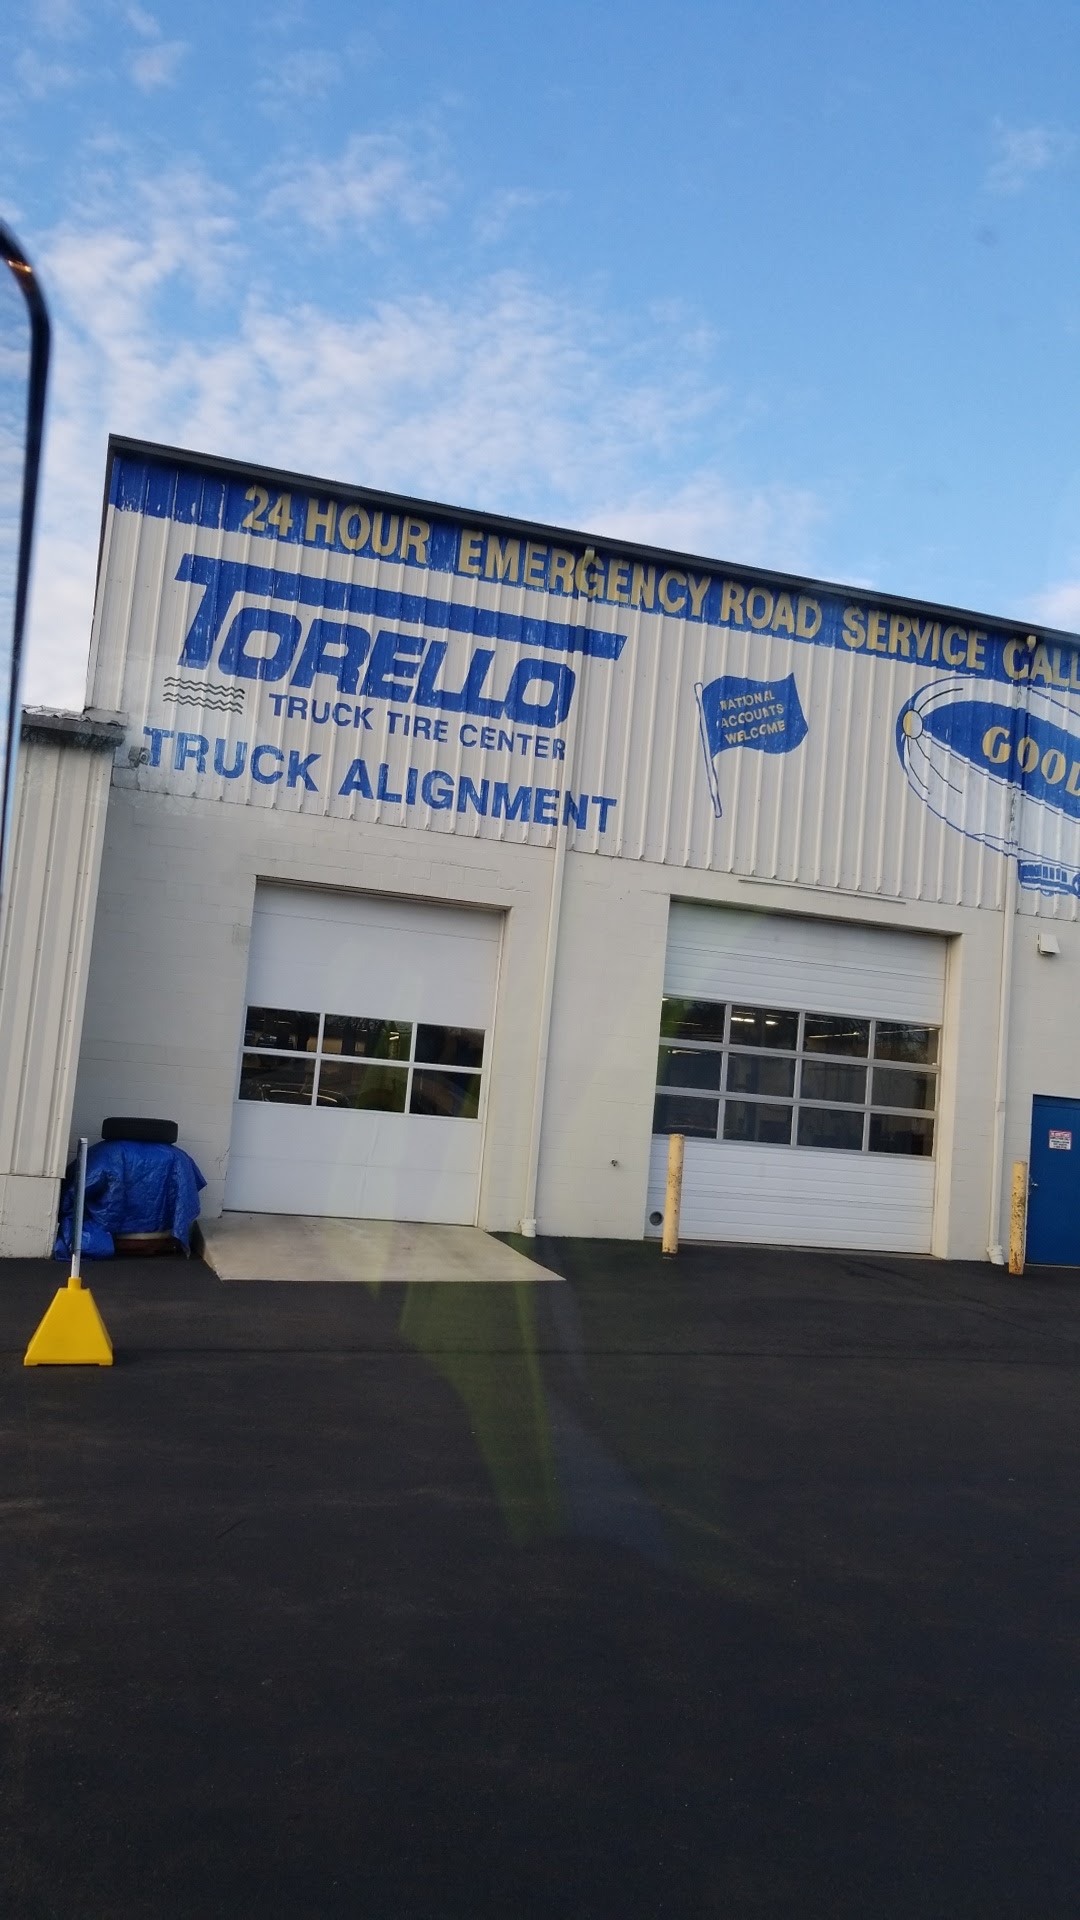 24 HOUR EMERGENCY ROAD SERVICE CALL
TORELLO
TRUCK TIRE CENTER
TRUCK ALIGNMENT
NATIONAL
ACCOUNTS
WELCOME
GOOD